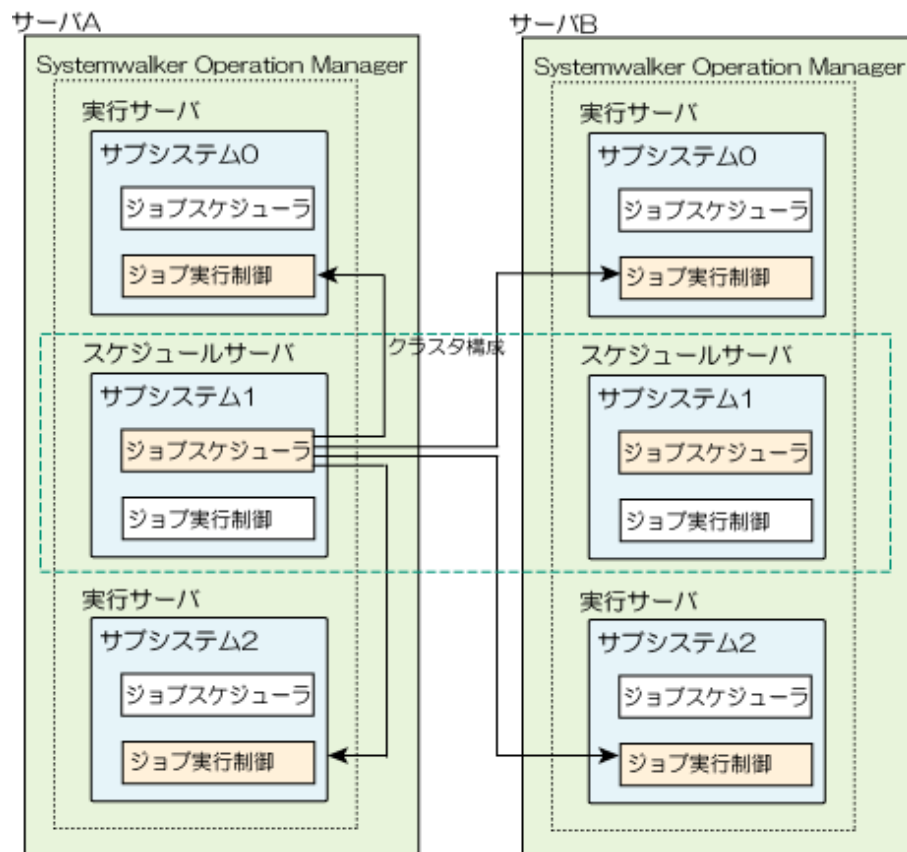 サーバA
Systemwalker Operation Manager
実行サーバ
サブシステム0
ジョブスケジューラ
ジョブ実行制御
スケジュールサーバ
サブシステム1
ジョブスケジューラ
ジョブ実行制御
実行サーバ
サブシステム2
ジョブスケジューラ
ジョブ実行制御
クラスタ構成
サーバB
Systemwalker Operation Manager
実行サーバ
サブシステム0
ジョブスケジューラ
ジョブ実行制御
スケジュールサーバ
サブシステム1
ジョブスケジューラ
ジョブ実行制御
実行サーバ
サブシステム2
ジョブスケジューラ
ジョブ実行制御